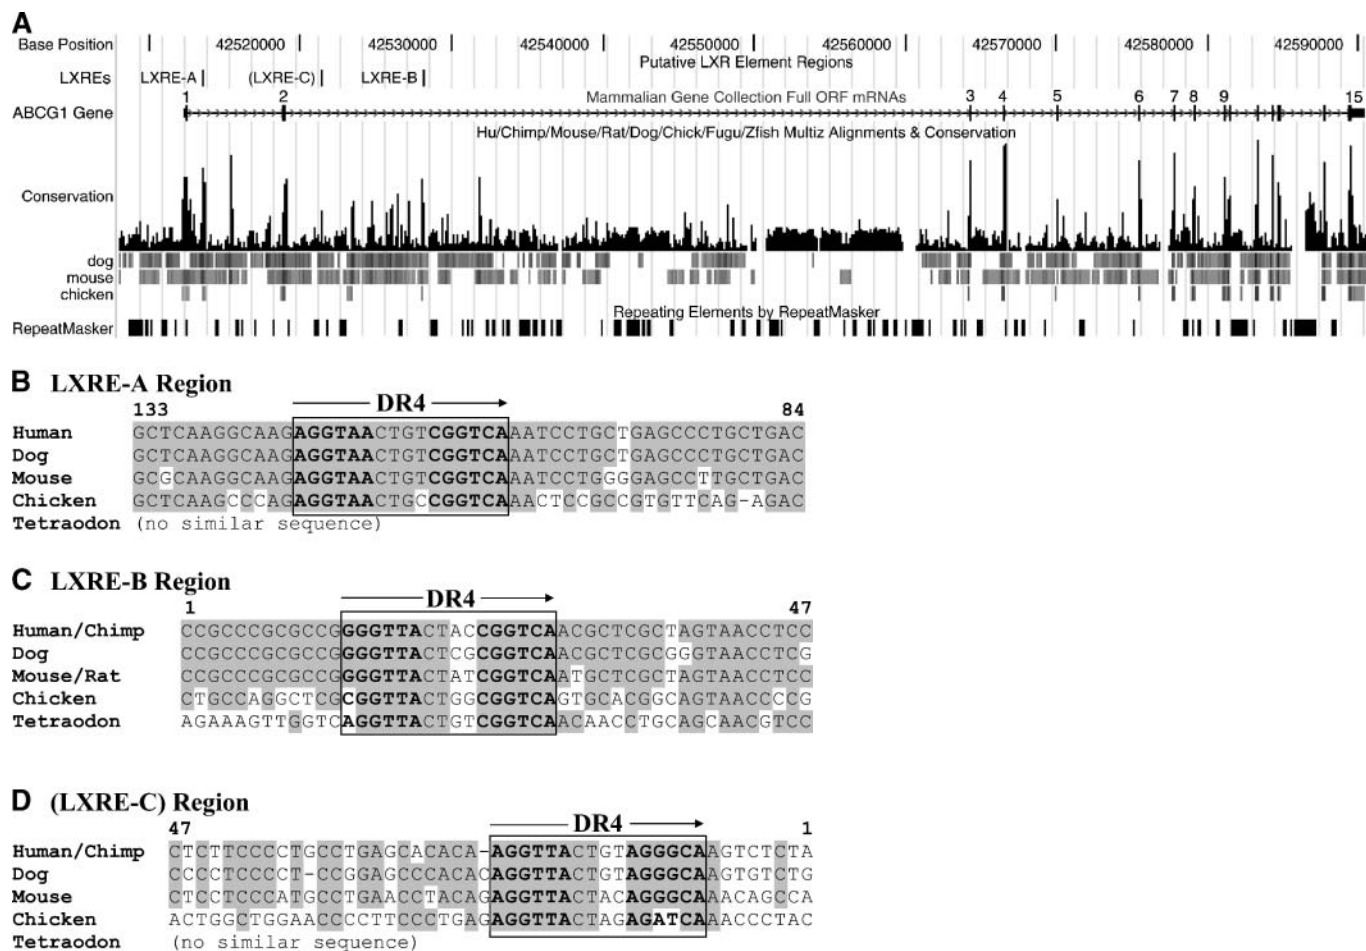 A
Base Position 42520000 42530000 42540000 42550000 42560000 42570000 42580000 42590000
Putative LXR Element Regions
LXREs LXRE-A (LXRE-C) LXRE-B
1 2 Mammalian Gene Collection Full ORF mRNAs 3 4 5 6 7 8 9 15
ABCG1 Gene
Hu/Chimp/Mouse/Rat/Dog/Chick/Fugu/Zfish Multiz Alignments & Conservation
Conservation
dog
mouse
chicken
Repeating Elements by RepeatMasker
RepeatMasker
B LXRE-A Region
DR4
133 84
Human GCTCAAGGCAAGAGGTAACTGTCGGTCAAATCCTGCTGAGCCCTGCTGAC
Dog GCTCAAGGCAAGAGGTAACTGTCGGTCAAATCCTGCTGAGCCCTGCTGAC
Mouse GCGCAAGGCAAGAGGTAACTGTCGGTCAAATCCTGGGGAGCCTTGCTGAC
Chicken GCTCAAGCCCAGAGGTAACTGCCGGTCAAACTCCGCCGTGTTCAG-AGAC
Tetraodon (no similar sequence)
C LXRE-B Region
DR4
1 47
Human/Chimp CCGCCCGCGCCGGGGTTACTACCGGTCAACGCTCGCTAGTAACCTCC
Dog CCGCCCGCGCCGGGGTTACTCGCGGTCAACGCTCGCGGGTAACCTCG
Mouse/Rat CCGCCCGCGCCGGGGTTACTATCGGTCAATGCTCGCTAGTAACCTCC
Chicken CTGCCAGGCTCGCGGTTACTGGCGGTCAGTGCACGGCAGTAACCCCG
Tetraodon AGAAAGTTGGTCAGGTTACTGTCGGTCAACAACCTGCAGCAACGTCC
D (LXRE-C) Region
DR4
47 1
Human/Chimp CTCTTCCCCTGCCTGAGCACACA-AGGTTACTGTAGGGCAAGTCTCTA
Dog CCCCTCCCCT-CCGGAGCCCACACAGGTTACTGTAGGGCAAGTGTCTG
Mouse CTCCTCCCATGCCTGAACCTACAGAGGTTACTACAGGGCAAACAGCCA
Chicken ACTGGCTGGAACCCCTTCCCTGAGAGGTTACTAGAGATCAAACCCTAC
Tetraodon (no similar sequence)